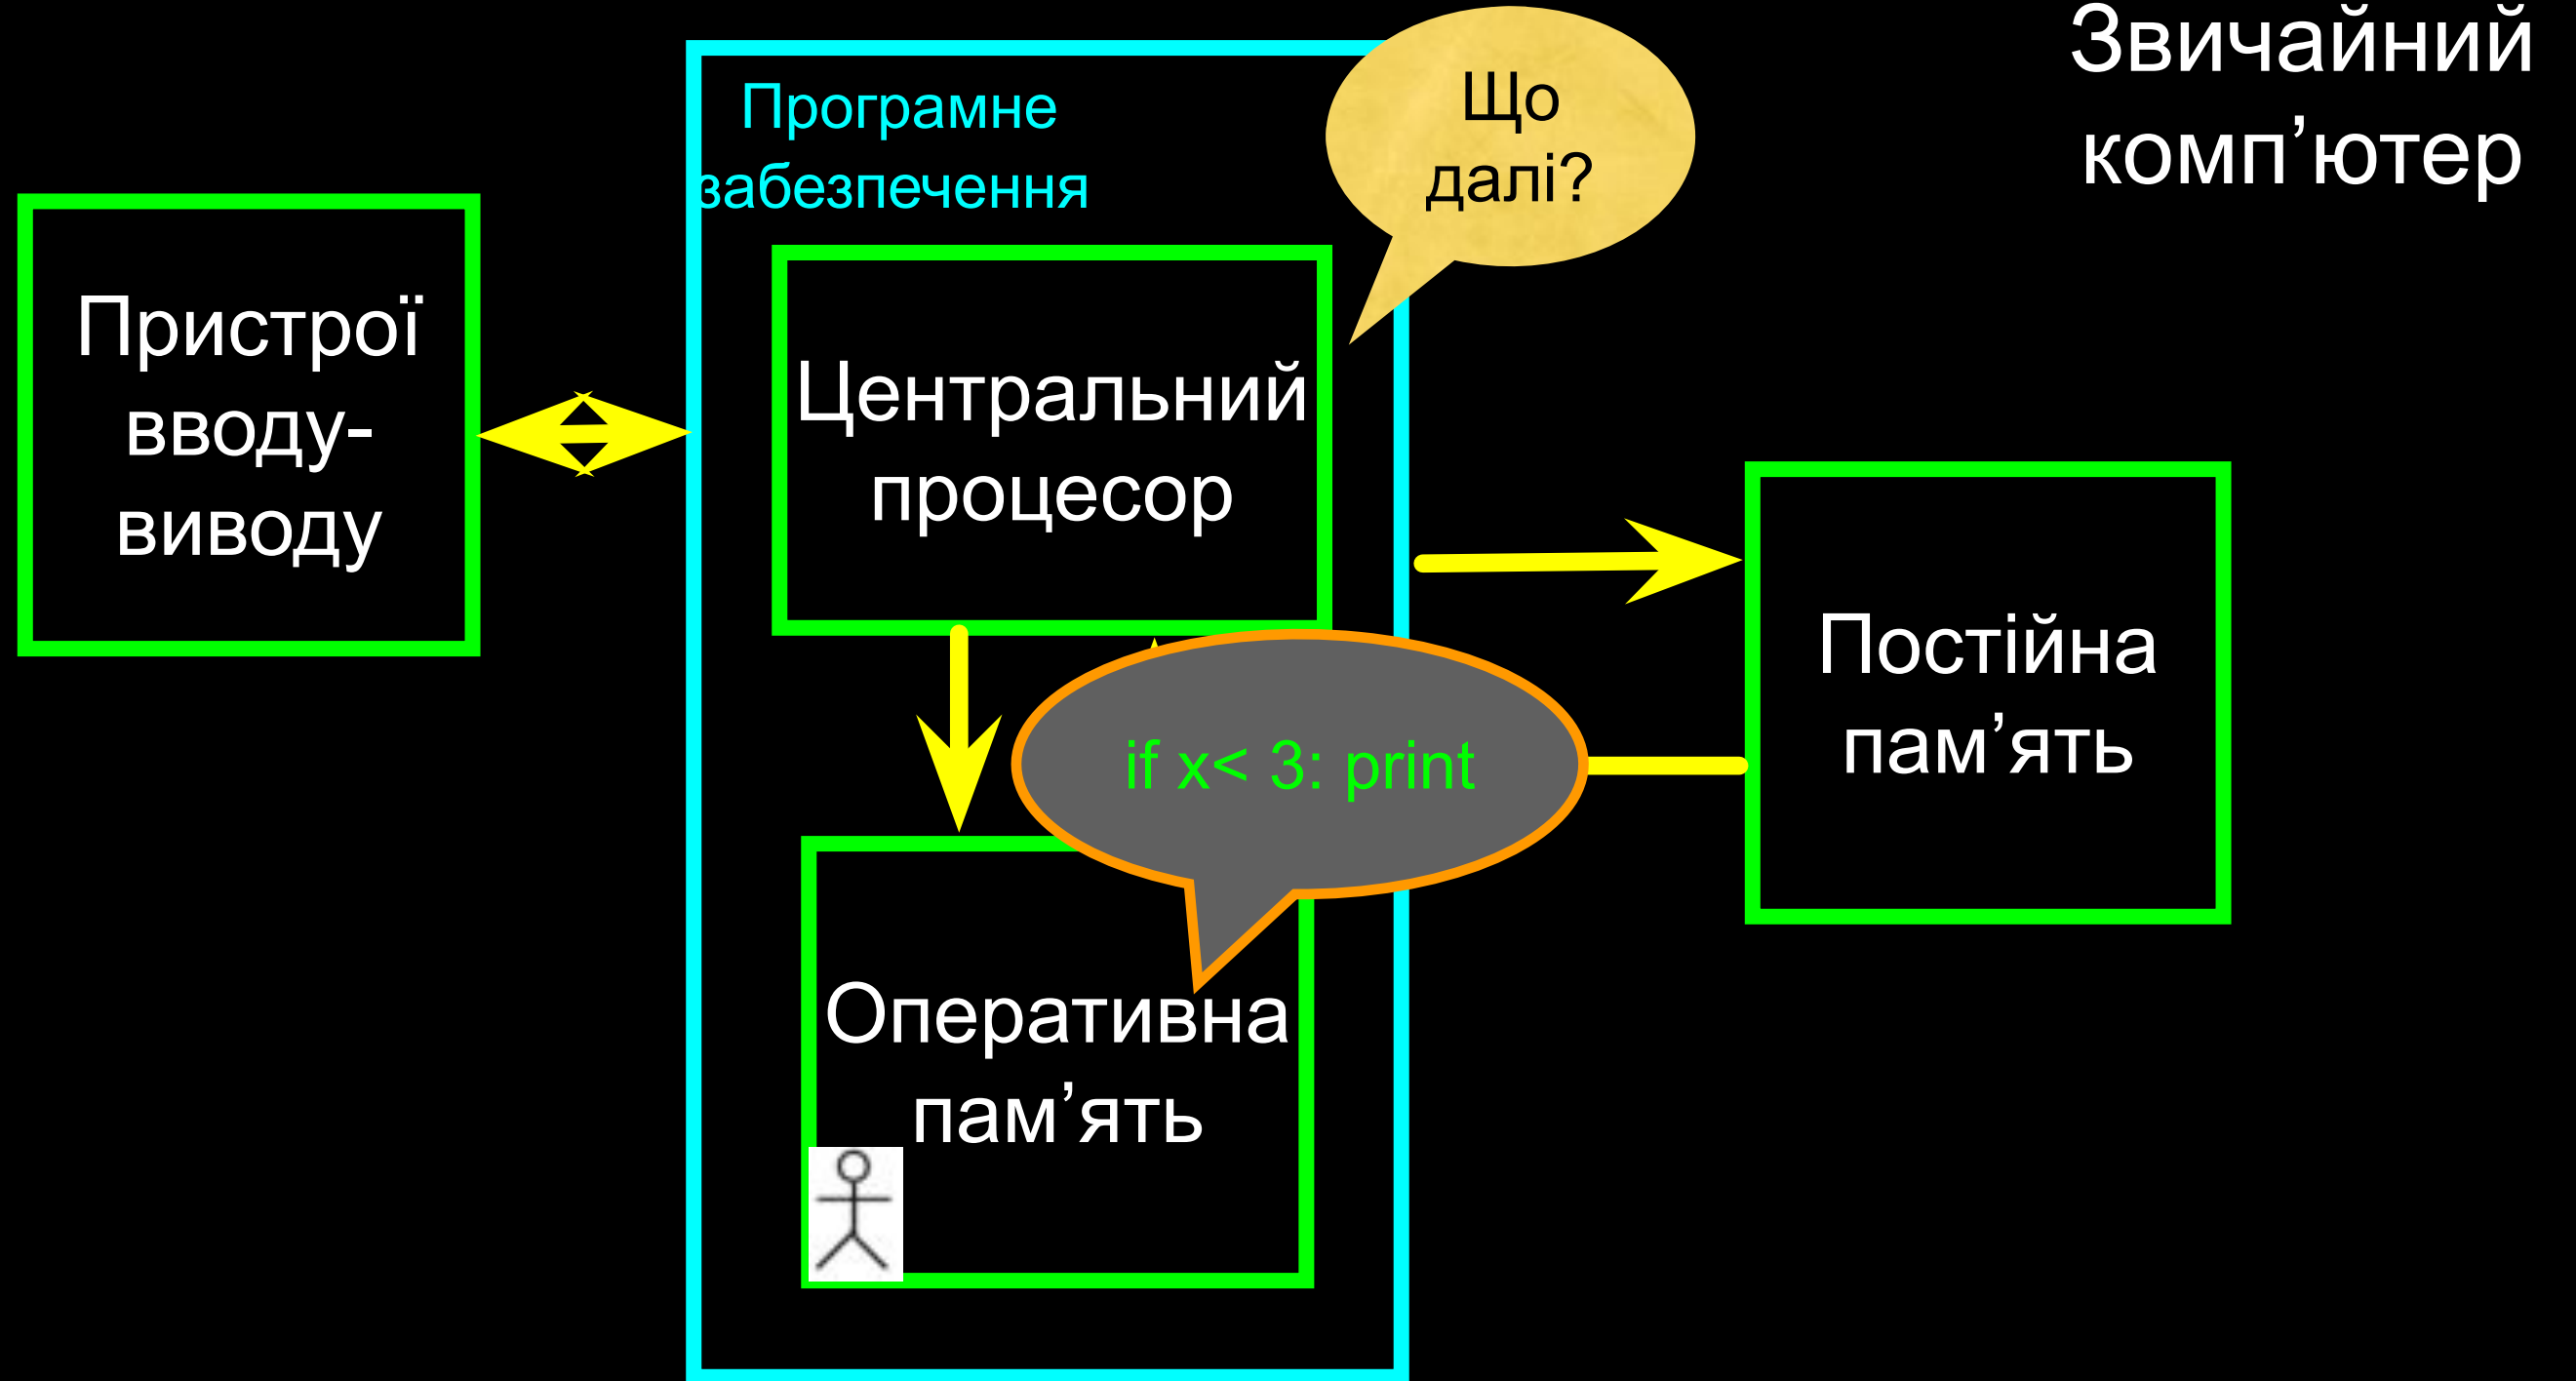 Звичайний
комп’ютер
Програмне
забезпечення
Що
далі?
Пристрої
вводу-
виводу
Центральний
процесор
if x< 3: print
Постійна
пам’ять
Оперативна
пам’ять